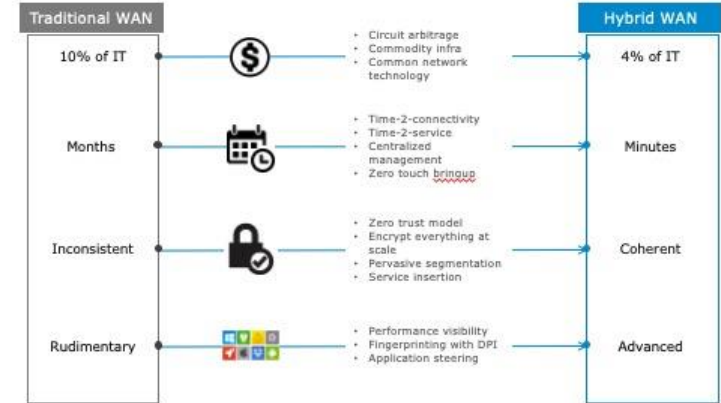 Traditional WAN
Hybrid WAN
10% of IT
• Circuit arbitrage
• Commodity infra
• Common network
technology
4% of IT
Months
• Time-2-connectivity
• Time-2-service
• Centralized
management
• Zero touch bringup
Minutes
Inconsistent
• Zero trust model
• Encrypt everything at
scale
• Pervasive segmentation
• Service insertion
Coherent
Rudimentary
• Performance visibility
• Fingerprinting with DPI
• Application steering
Advanced